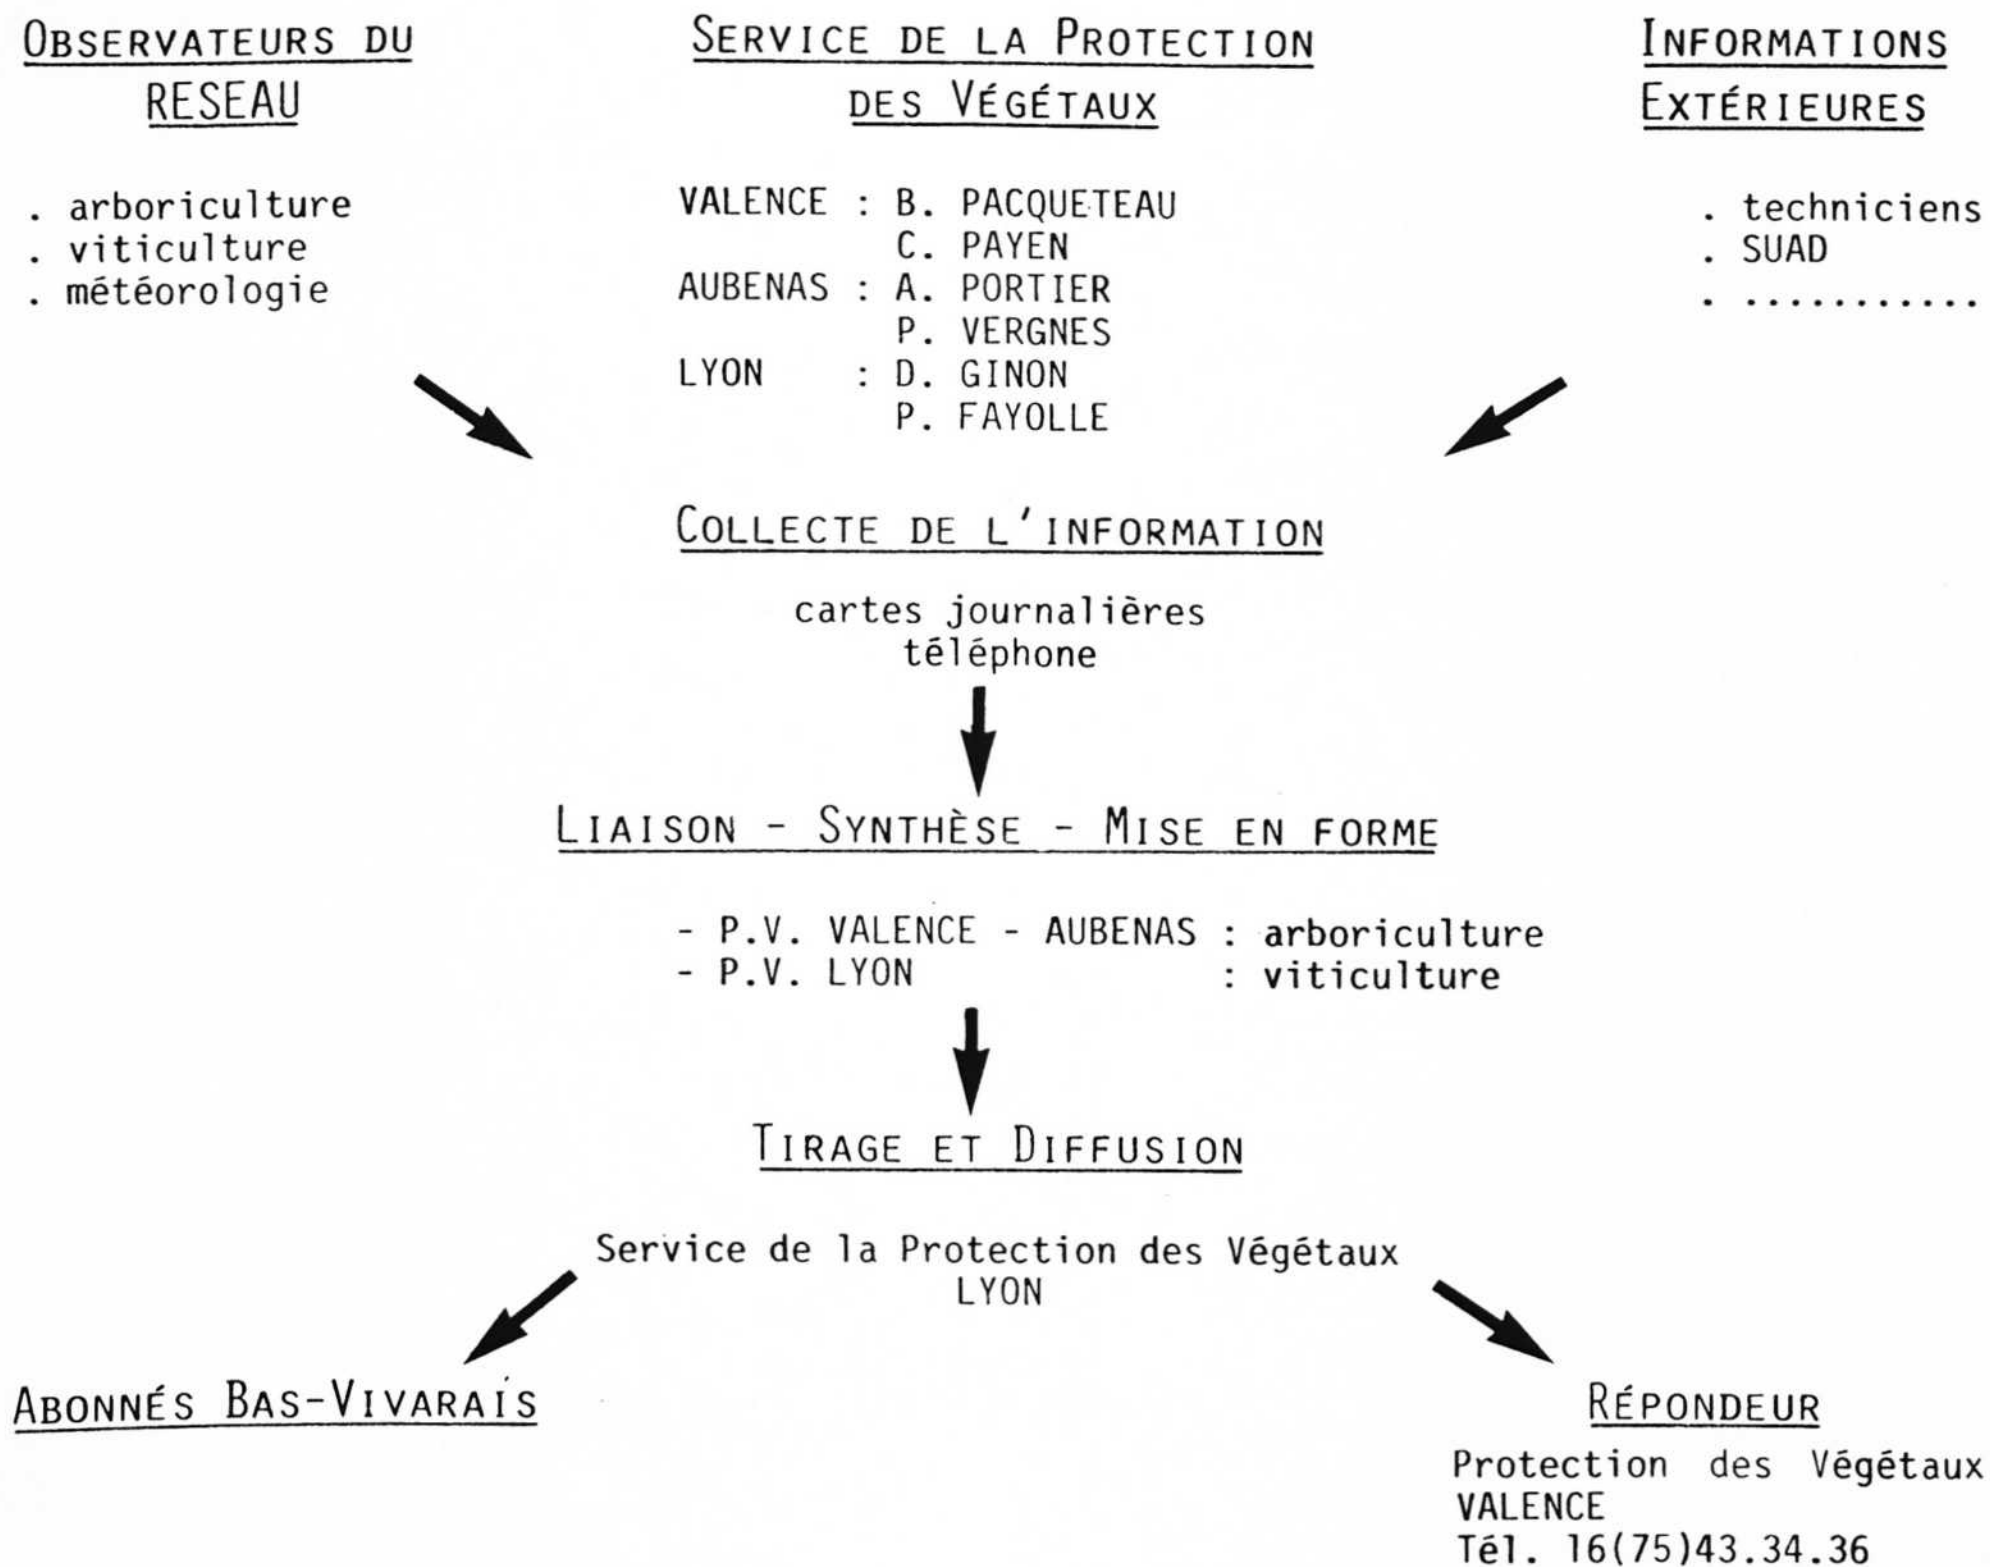 OBSERVATEURS DU
RESEAU
. arboriculture
. viticulture
. météorologie
SERVICE DE LA PROTECTION
DES VÉGÉTAUX
VALENCE : B. PACQUETEAU
C. PAYEN
AUBENAS : A. PORTIER
P. VERGNES
LYON : D. GINON
P. FAYOLLE
INFORMATIONS
EXTÉRIEURES
. techniciens
. SUAD
. ...........
COLLECTE DE L'INFORMATION
cartes journalières
téléphone
LIAISON - SYNTHÈSE - MISE EN FORME
- P.V. VALENCE - AUBENAS : arboriculture
- P.V. LYON : viticulture
TIRAGE ET DIFFUSION
Service de la Protection des Végétaux
LYON
ABONNÉS BAS-VIVARAIS
RÉPONDEUR
Protection des Végétaux
VALENCE
Tél. 16(75)43.34.36